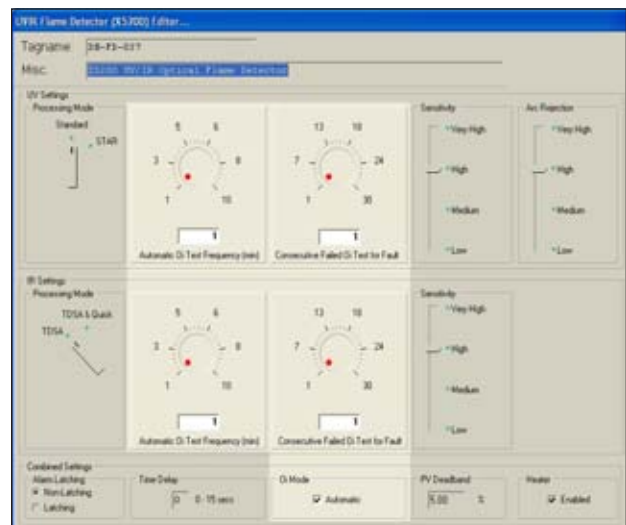 UVIR Flame Detector (X5200) Editor...
Tagname
Misc. X5200 UV/IR Optical Flame Detector
UV Settings
Processing Mode
Standard
STAR
5 6
3 8
1 10
1
Automatic Oi Test Frequency (min)
13 18
7 24
1 30
1
Consecutive Failed Oi Test for Fault
Sensitivity
Very High
High
Medium
Low
Arc Rejection
Very High
High
Medium
Low
IR Settings
Processing Mode
TDSA & Quick
TDSA
5 6
3 8
1 10
1
Automatic Oi Test Frequency (min)
13 18
7 24
1 30
1
Consecutive Failed Oi Test for Fault
Sensitivity
Very High
High
Medium
Low
Combined Settings
Alarm Latching
Non-Latching
Latching
Time Delay
0 0-15 secs
Oi Mode
Automatic
PV Deadband
5.00 %
Heater
Enabled